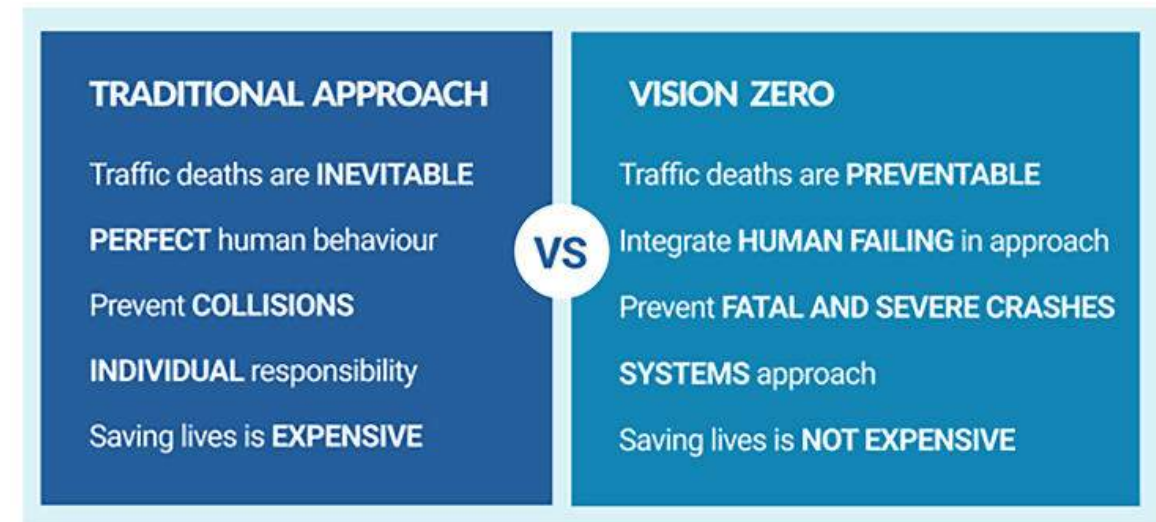 TRADITIONAL APPROACH
Traffic deaths are INEVITABLE
PERFECT human behaviour
Prevent COLLISIONS
INDIVIDUAL responsibility
Saving lives is EXPENSIVE
VS
VISION ZERO
Traffic deaths are PREVENTABLE
Integrate HUMAN FAILING in approach
Prevent FATAL AND SEVERE CRASHES
SYSTEMS approach
Saving lives is NOT EXPENSIVE